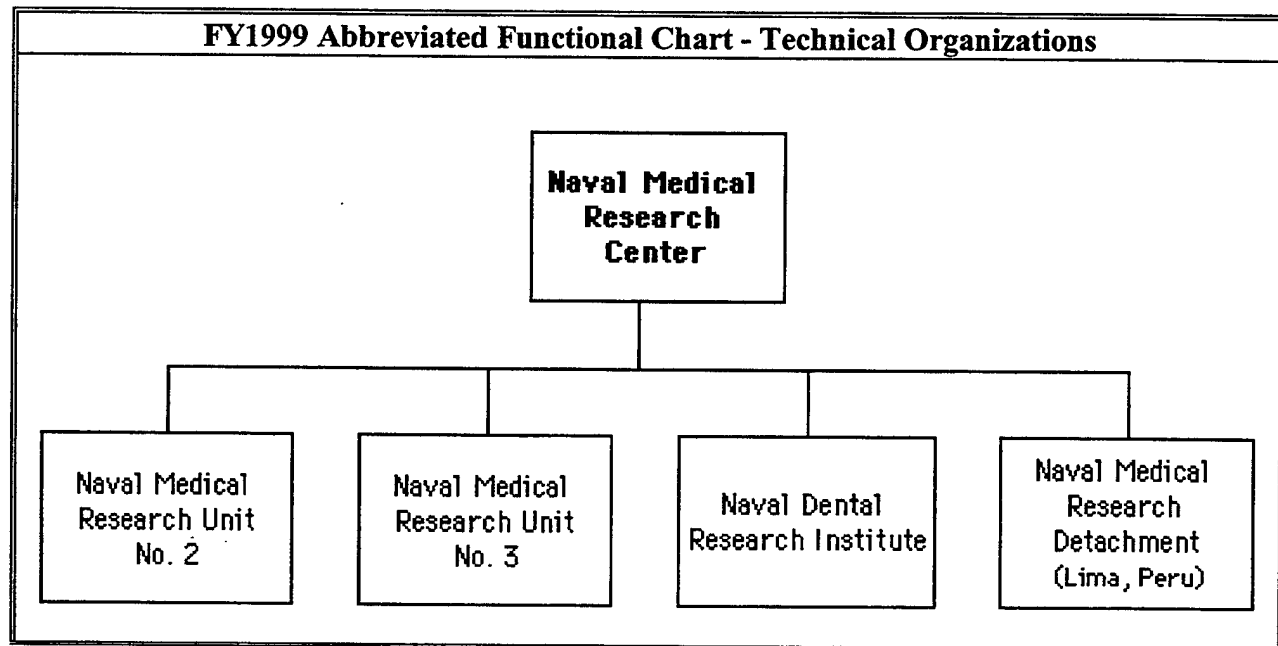 FY1999 Abbreviated Functional Chart - Technical Organizations
Naval Medical
Research
Center
Naval Medical
Research Unit
No. 2
Naval Medical
Research Unit
No. 3
Naval Dental
Research Institute
Naval Medical
Research
Detachment
(Lima, Peru)